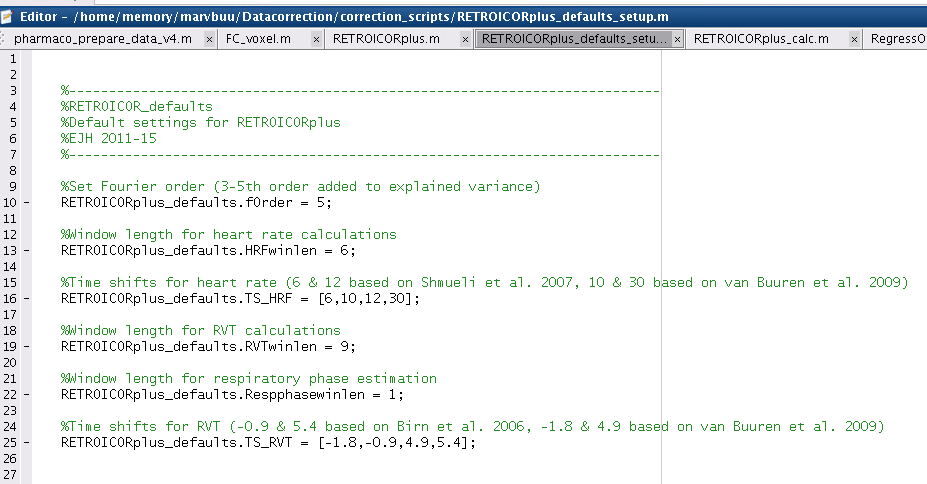 Editor - /home/memory/marvbuu/Datacorrection/correction_scripts/RETROICORplus_defaults_setup.m
pharmaco_prepare_data_v4.m × FC_voxel.m × RETROICORplus.m × RETROICORplus_defaults_setu... × RETROICORplus_calc.m × RegressO
1
2
3 %--------------------------------------------------------------------------
4 %RETROICOR_defaults
5 %Default settings for RETROICORplus
6 %EJH 2011-15
7 %--------------------------------------------------------------------------
8
9 %Set Fourier order (3-5th order added to explained variance)
10 - RETROICORplus_defaults.fOrder = 5;
11
12 %Window length for heart rate calculations
13 - RETROICORplus_defaults.HRFwinlen = 6;
14
15 %Time shifts for heart rate (6 & 12 based on Shmueli et al. 2007, 10 & 30 based on van Buuren et al. 2009)
16 - RETROICORplus_defaults.TS_HRF = [6,10,12,30];
17
18 %Window length for RVT calculations
19 - RETROICORplus_defaults.RVTwinlen = 9;
20
21 %Window length for respiratory phase estimation
22 - RETROICORplus_defaults.Respphasewinlen = 1;
23
24 %Time shifts for RVT (-0.9 & 5.4 based on Birn et al. 2006, -1.8 & 4.9 based on van Buuren et al. 2009)
25 - RETROICORplus_defaults.TS_RVT = [-1.8,-0.9,4.9,5.4];
26
27